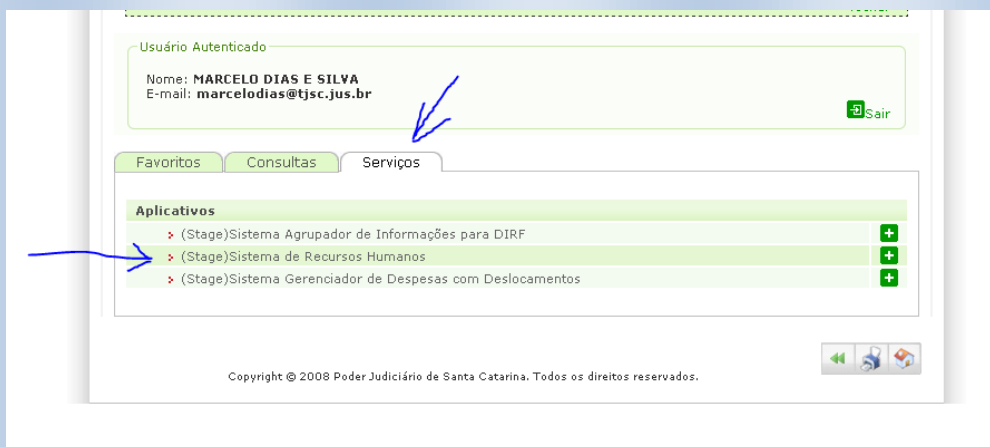 Usuário Autenticado
Nome: MARCELO DIAS E SILVA
E-mail: marcelodias@tjsc.jus.br
Sair
Favoritos Consultas Serviços
Aplicativos
(Stage)Sistema Agrupador de Informações para DIRF
(Stage)Sistema de Recursos Humanos
(Stage)Sistema Gerenciador de Despesas com Deslocamentos
Copyright © 2008 Poder Judiciário de Santa Catarina. Todos os direitos reservados.